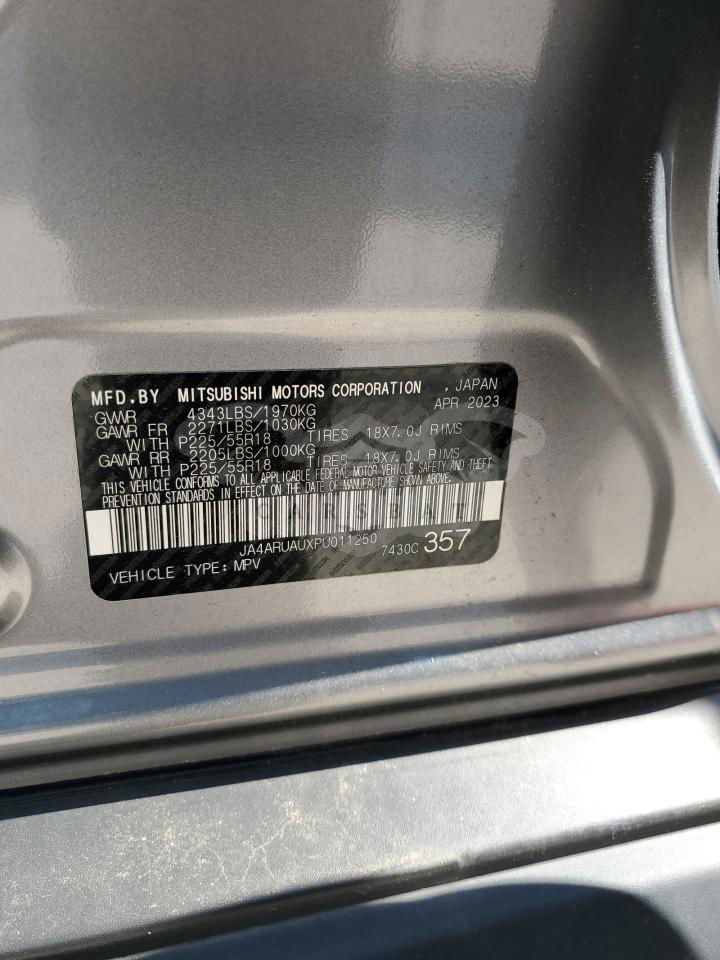 MFD.BY MITSUBISHI MOTORS CORPORATION , JAPAN
GVWR 4343LBS/1970KG APR 2023
GAWR FR 2271LBS/1030KG
WITH P225/55R18 TIRES 18X7.0J RIMS
GAWR RR 2205LBS/1000KG
WITH P225/55R18 TIRES 18X7.0J RIMS
THIS VEHICLE CONFORMS TO ALL APPLICABLE FEDERAL MOTOR VEHICLE SAFETY AND THEFT
PREVENTION STANDARDS IN EFFECT ON THE DATE OF MANUFACTURE SHOWN ABOVE.
JA4ARUAUXPU011250 7430C 357
VEHICLE TYPE:MPV